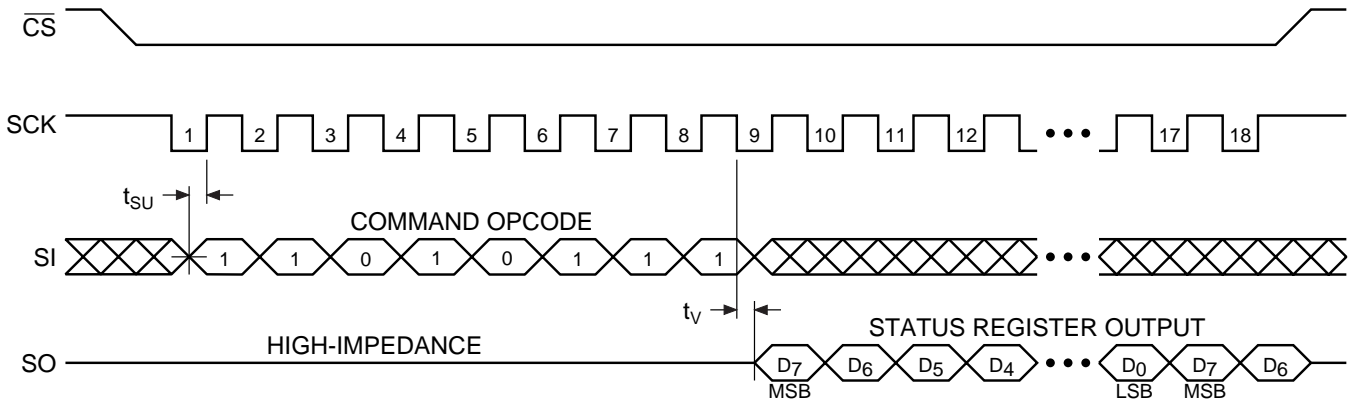 CS
SCK
1 2 3 4 5 6 7 8 9 10 11 12 ••• 17 18
tSU
COMMAND OPCODE
SI
1 1 0 1 0 1 1 1 •••
tV
STATUS REGISTER OUTPUT
HIGH-IMPEDANCE
SO
D7 D6 D5 D4 ••• D0 D7 D6
MSB LSB MSB